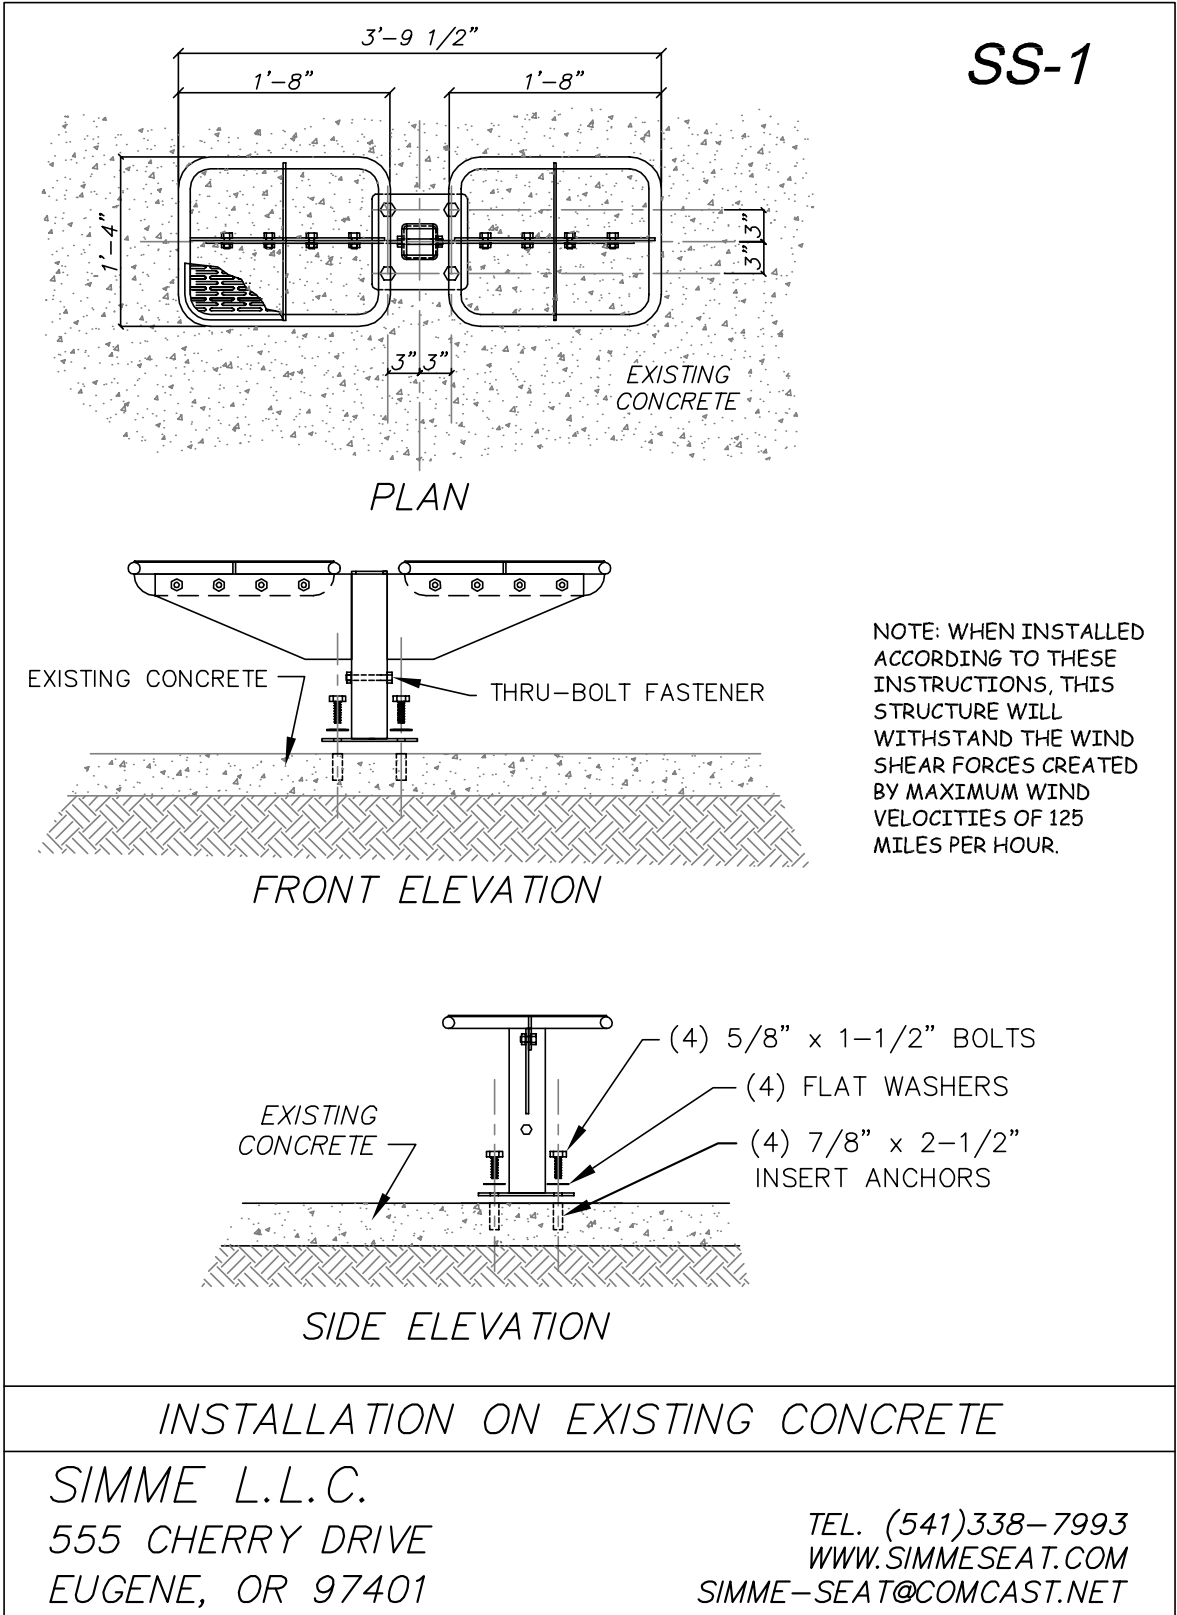 3'-9 1/2"
SS-1
1'-8"
1'-8"
1'-4"
3"
3"
3"
3"
EXISTING
CONCRETE
PLAN
EXISTING CONCRETE
THRU-BOLT FASTENER
NOTE: WHEN INSTALLED
ACCORDING TO THESE
INSTRUCTIONS, THIS
STRUCTURE WILL
WITHSTAND THE WIND
SHEAR FORCES CREATED
BY MAXIMUM WIND
VELOCITIES OF 125
MILES PER HOUR.
FRONT ELEVATION
(4) 5/8" x 1-1/2" BOLTS
(4) FLAT WASHERS
(4) 7/8" x 2-1/2"
INSERT ANCHORS
EXISTING
CONCRETE
SIDE ELEVATION
INSTALLATION ON EXISTING CONCRETE
SIMME L.L.C.
555 CHERRY DRIVE
EUGENE, OR 97401
TEL. (541)338-7993
WWW.SIMMESEAT.COM
SIMME-SEAT@COMCAST.NET